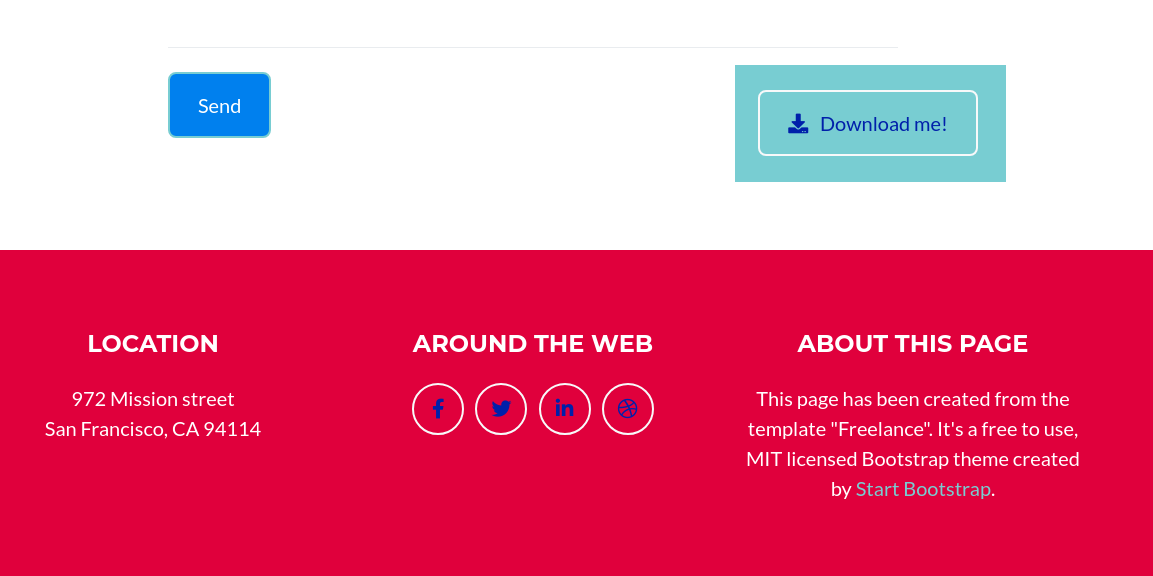 Send
Download me!
LOCATION
972 Mission street
San Francisco, CA 94114
AROUND THE WEB
ABOUT THIS PAGE
This page has been created from the
template "Freelance". It's a free to use,
MIT licensed Bootstrap theme created
by Start Bootstrap.